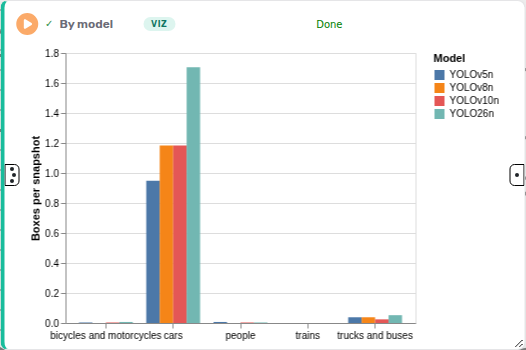 ✓ By model VIZ Done
Model
YOLOv5n
YOLOv8n
YOLOv10n
YOLO26n
Boxes per snapshot
1.8
1.6
1.4
1.2
1.0
0.8
0.6
0.4
0.2
0.0
bicycles and motorcycles cars people trains trucks and buses